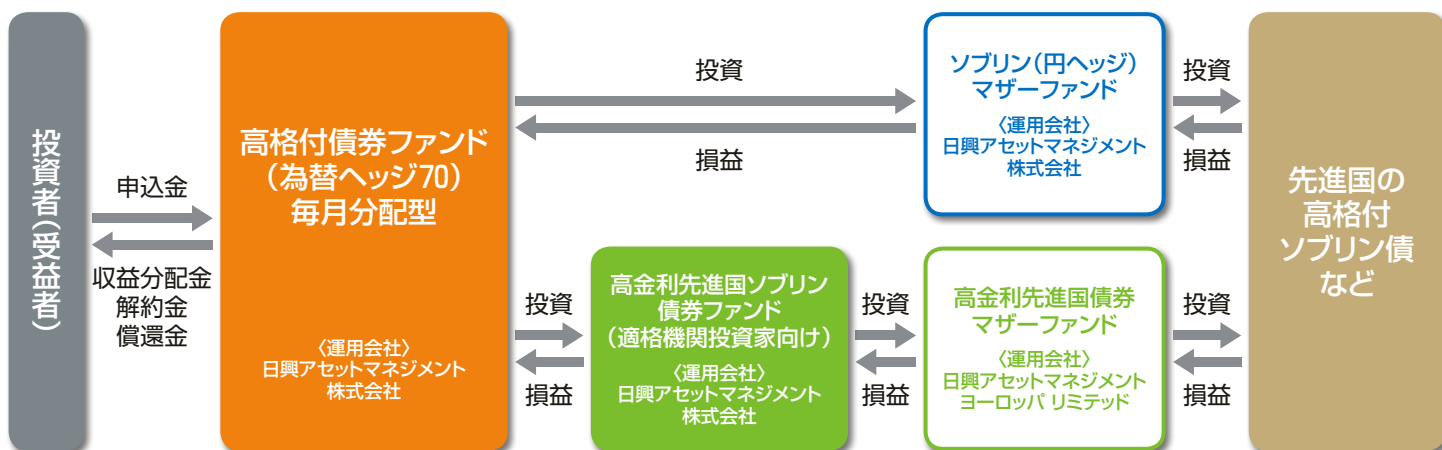 投資者(受益者)
申込金
収益分配金
解約金
償還金
高格付債券ファンド
(為替ヘッジ70)
毎月分配型
〈運用会社〉
日興アセットマネジメント
株式会社
投資
損益
ソブリン(円ヘッジ)
マザーファンド
〈運用会社〉
日興アセットマネジメント
株式会社
投資
損益
投資
損益
高金利先進国ソブリン
債券ファンド
(適格機関投資家向け)
〈運用会社〉
日興アセットマネジメント
株式会社
投資
損益
高金利先進国債券
マザーファンド
〈運用会社〉
日興アセットマネジメント
ヨーロッパ リミテッド
投資
損益
先進国の
高格付
ソブリン債
など